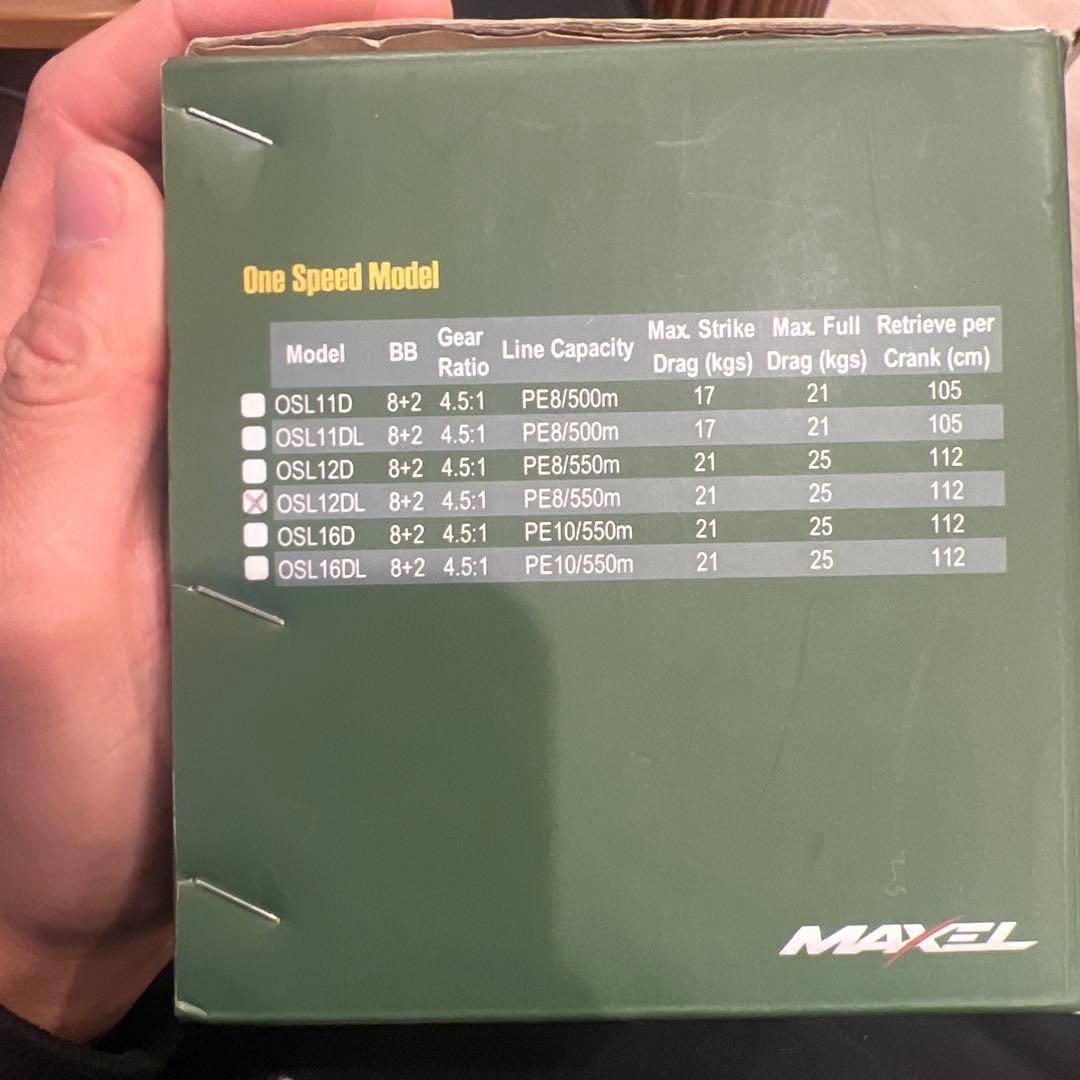 One Speed Model
Model BB Gear Ratio Line Capacity Max. Strike Drag (kgs) Max. Full Drag (kgs) Retrieve per Crank (cm)
OSL11D 8+2 4.5:1 PE8/500m 17 21 105
OSL11DL 8+2 4.5:1 PE8/500m 17 21 105
OSL12D 8+2 4.5:1 PE8/550m 21 25 112
OSL12DL 8+2 4.5:1 PE8/550m 21 25 112
OSL16D 8+2 4.5:1 PE10/550m 21 25 112
OSL16DL 8+2 4.5:1 PE10/550m 21 25 112
MAXEL